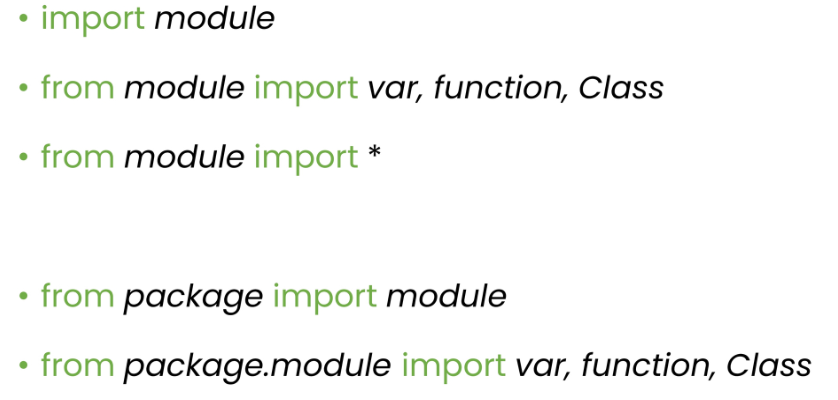 • import module
• from module import var, function, Class
• from module import *
• from package import module
• from package.module import var, function, Class